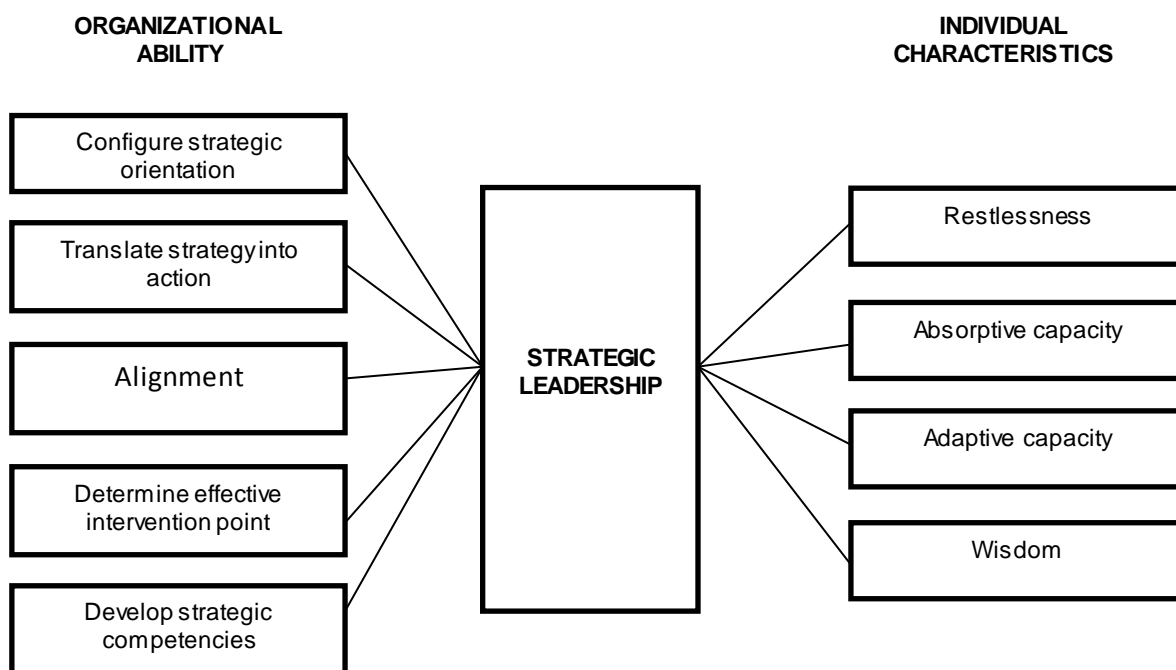 ORGANIZATIONAL
ABILITY
Configure strategic
orientation
Translate strategy into
action
Alignment
Determine effective
intervention point
Develop strategic
competencies
STRATEGIC
LEADERSHIP
INDIVIDUAL
CHARACTERISTICS
Restlessness
Absorptive capacity
Adaptive capacity
Wisdom